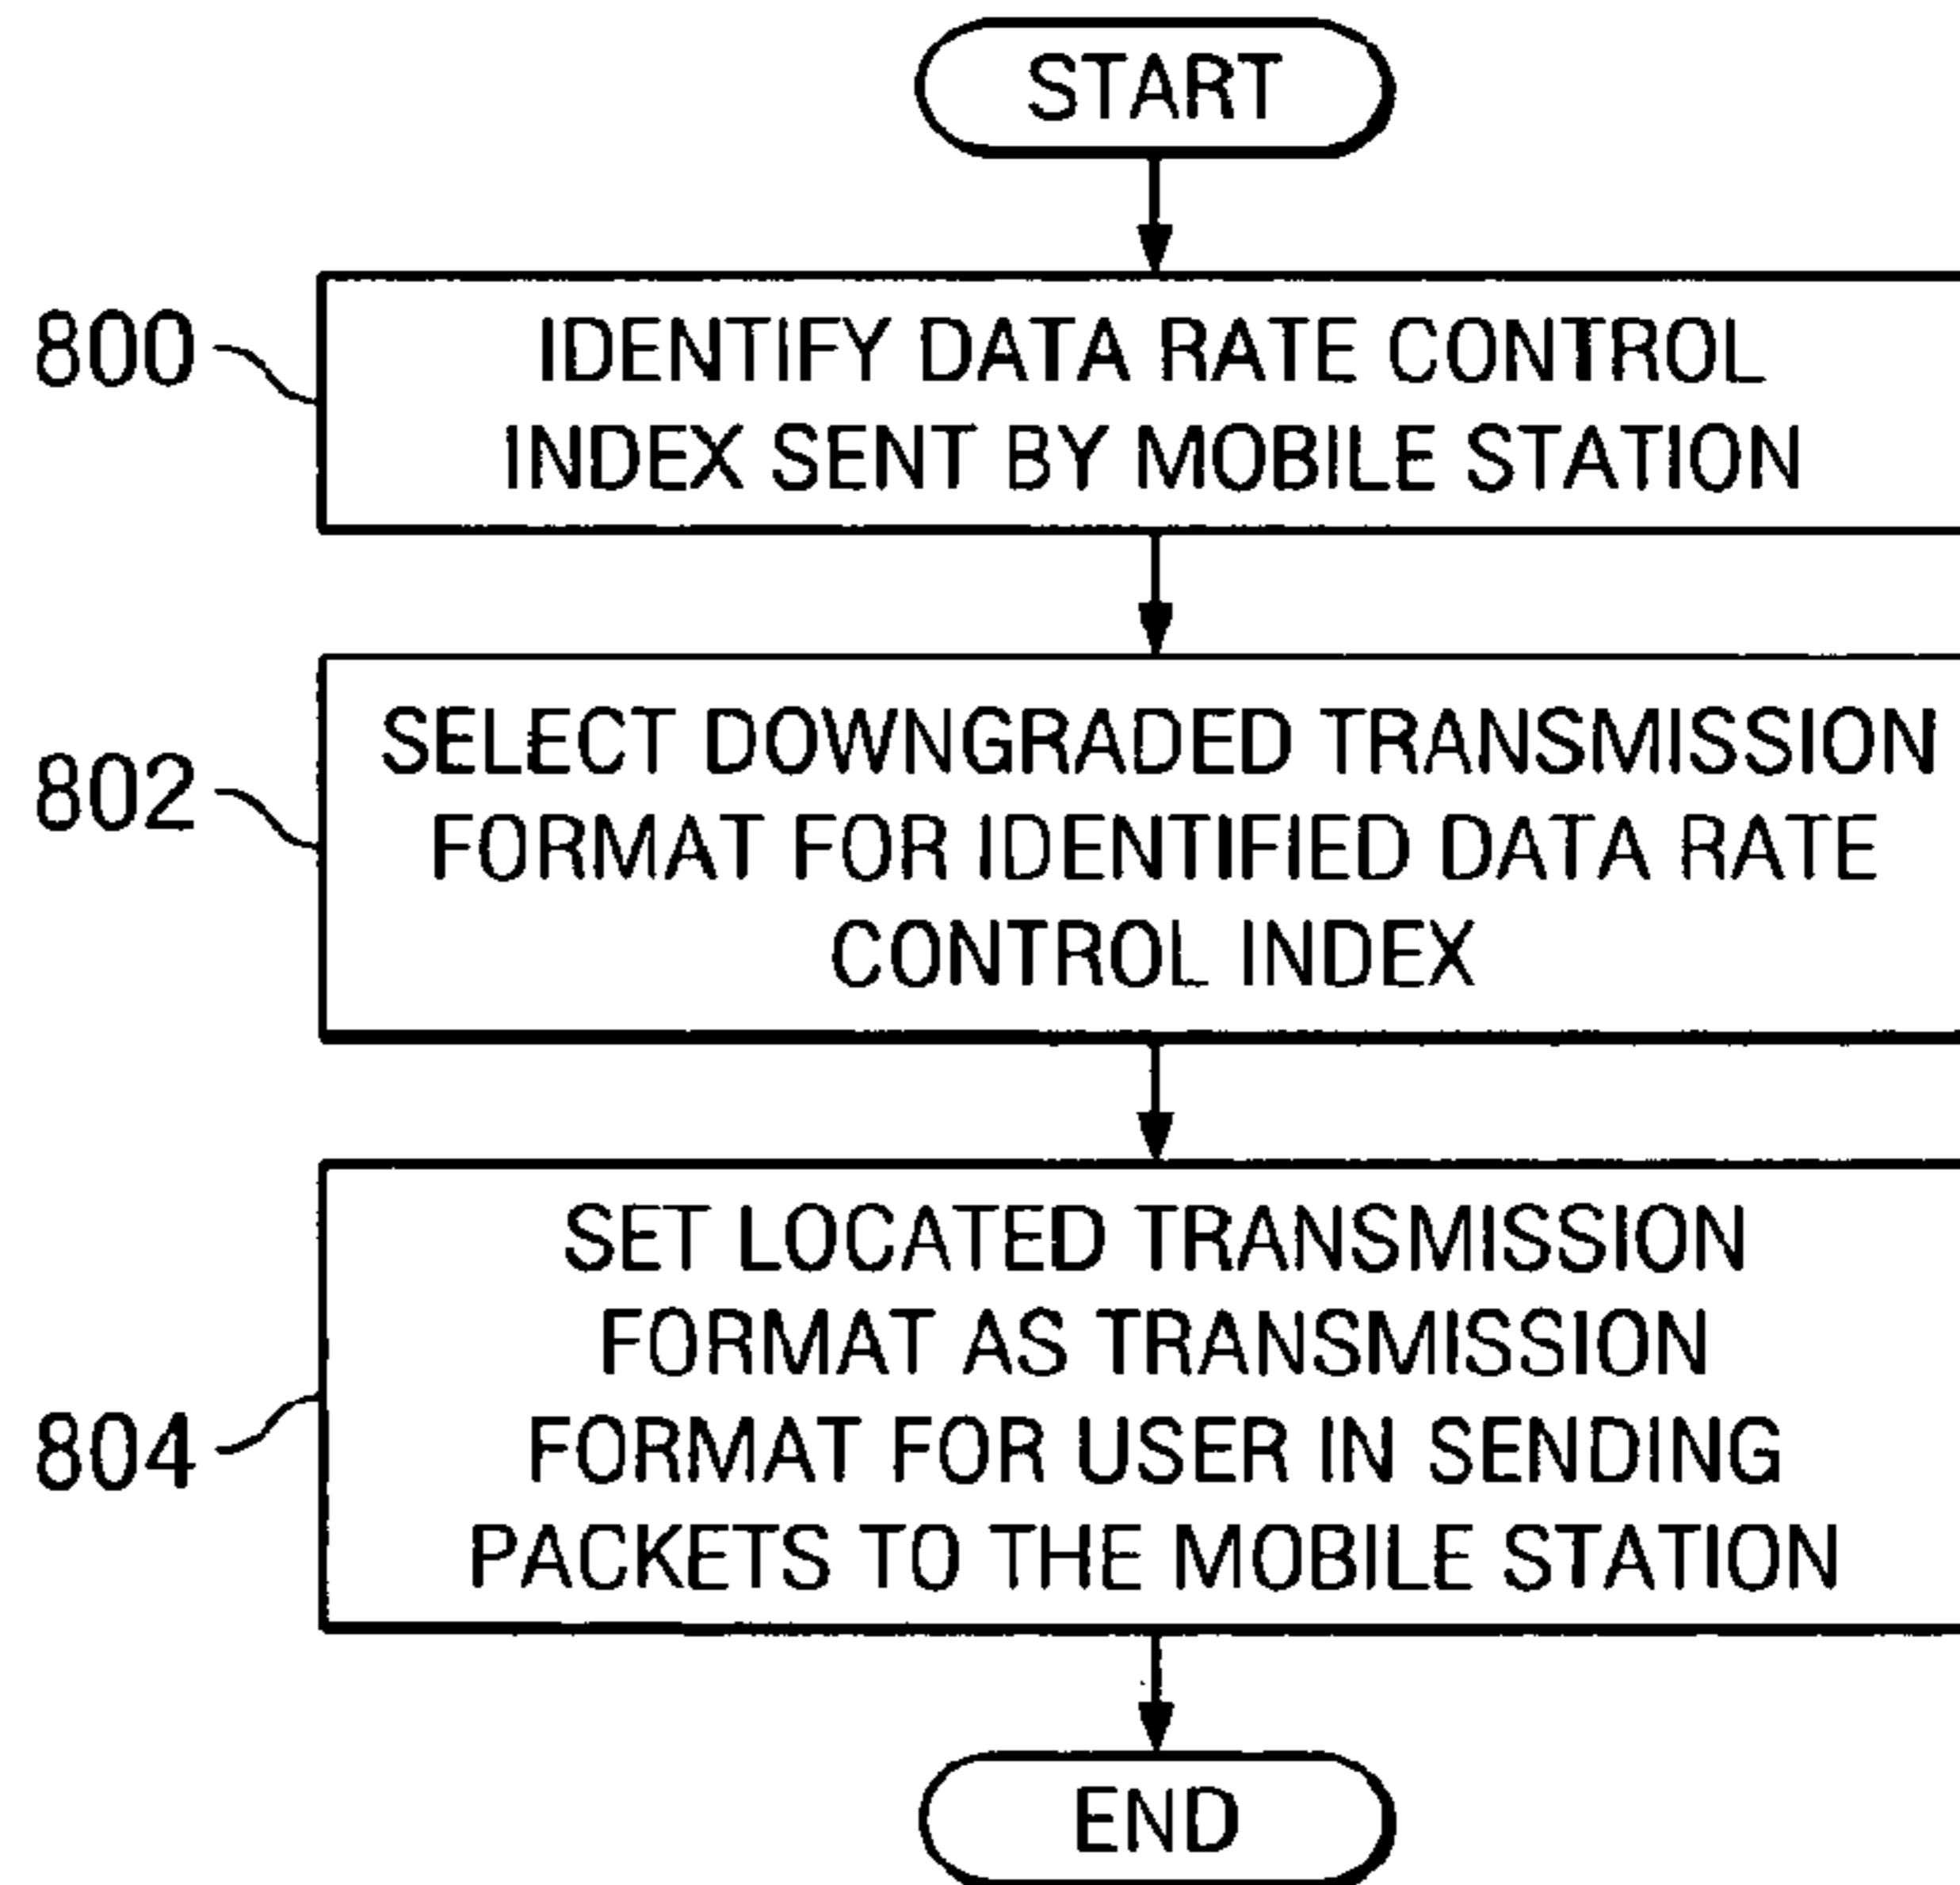 START
800
IDENTIFY DATA RATE CONTROL
INDEX SENT BY MOBILE STATION
802
SELECT DOWNGRADED TRANSMISSION
FORMAT FOR IDENTIFIED DATA RATE
CONTROL INDEX
804
SET LOCATED TRANSMISSION
FORMAT AS TRANSMISSION
FORMAT FOR USER IN SENDING
PACKETS TO THE MOBILE STATION
END